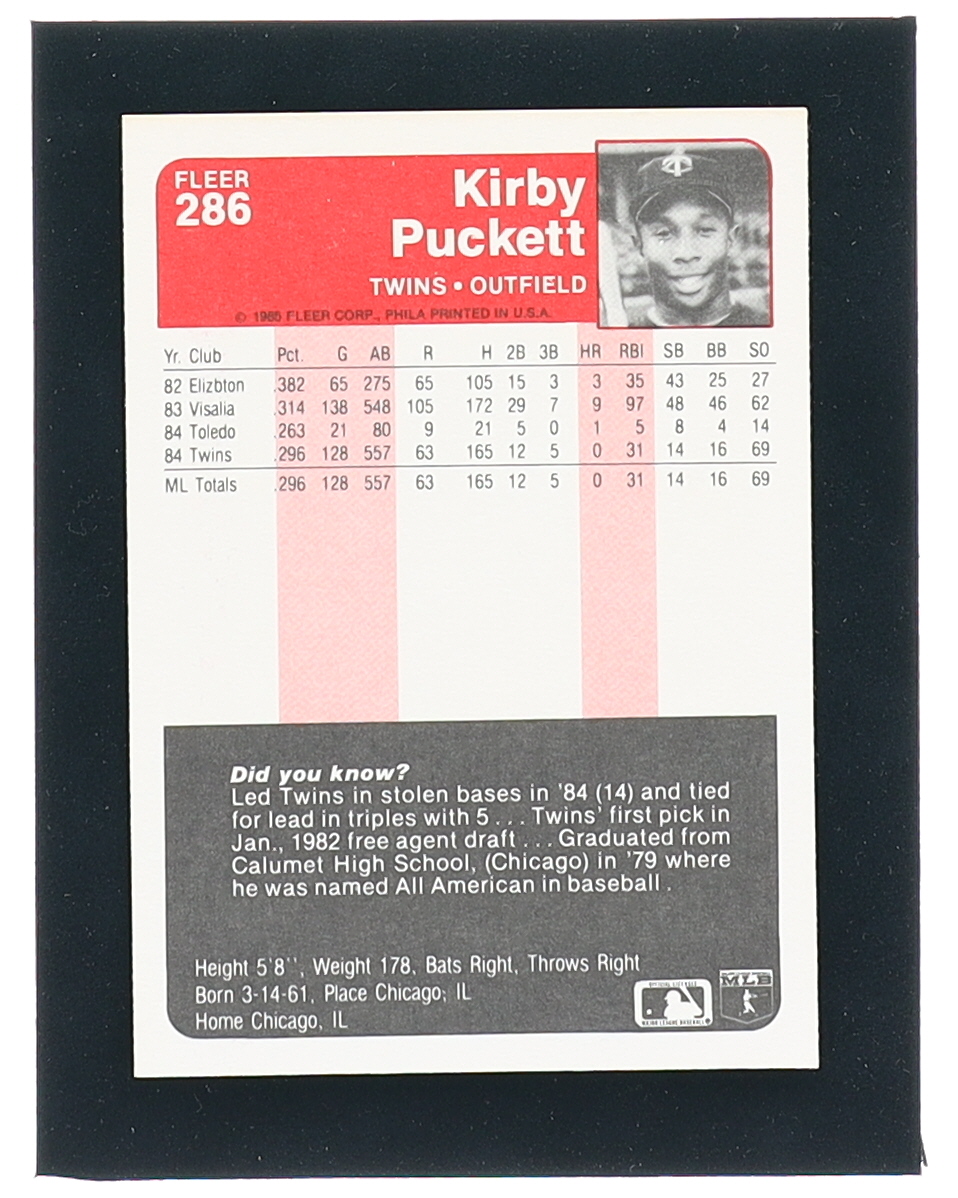 FLEER
286
Kirby
Puckett
TWINS • OUTFIELD
© 1985 FLEER CORP., PHILA PRINTED IN U.S.A.
Yr. Club Pct. G AB R H 2B 3B HR RBI SB BB SO
82 Elizbton .382 65 275 65 105 15 3 3 35 43 25 27
83 Visalia .314 138 548 105 172 29 7 9 97 48 46 62
84 Toledo .263 21 80 9 21 5 0 1 5 8 4 14
84 Twins .296 128 557 63 165 12 5 0 31 14 16 69
ML Totals .296 128 557 63 165 12 5 0 31 14 16 69
Did you know?
Led Twins in stolen bases in '84 (14) and tied
for lead in triples with 5 . . . Twins' first pick in
Jan., 1982 free agent draft . . . Graduated from
Calumet High School, (Chicago) in '79 where
he was named All American in baseball .
Height 5'8'', Weight 178, Bats Right, Throws Right
Born 3-14-61, Place Chicago, IL
Home Chicago, IL
MLB
MAJOR LEAGUE BASEBALL